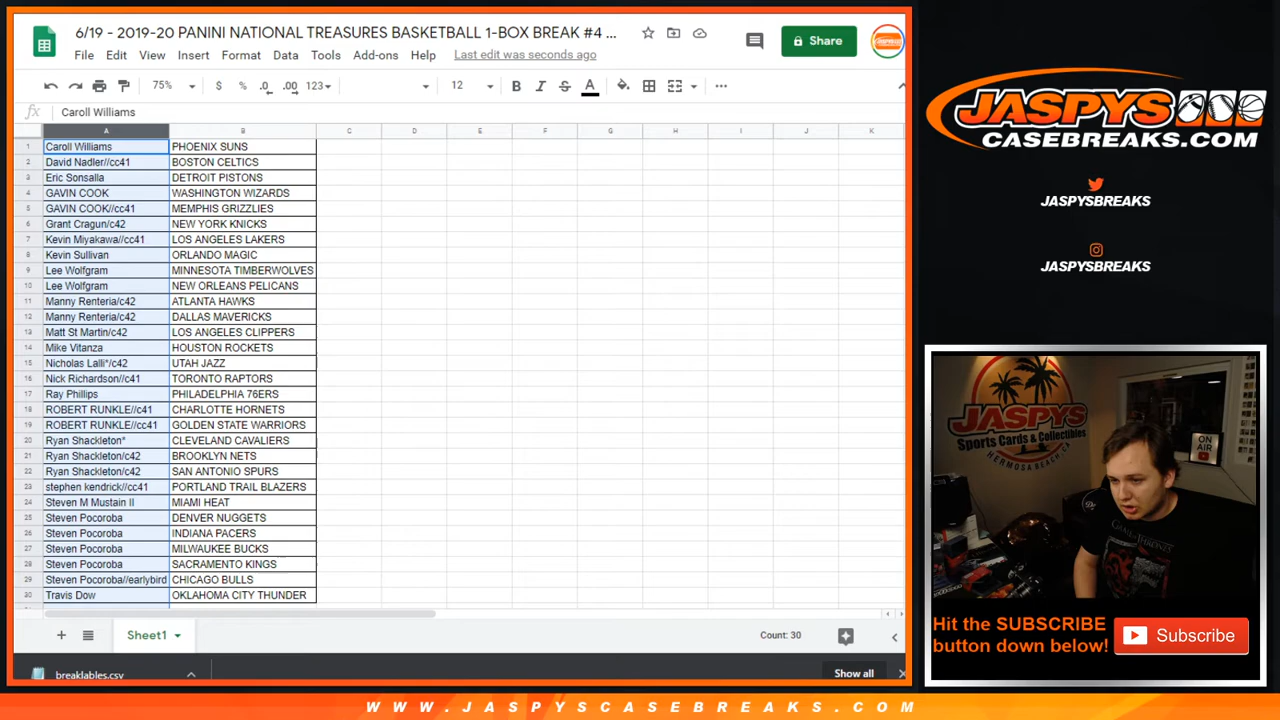 6/19 - 2019-20 PANINI NATIONAL TREASURES BASKETBALL 1-BOX BREAK #4 ...
File Edit View Insert Format Data Tools Add-ons Help Last edit was seconds ago
Share
75% $ % .0 .00 123 12 B I S A
fx Caroll Williams
A B C D E F G H I J K
1 Caroll Williams PHOENIX SUNS
2 David Nadler//cc41 BOSTON CELTICS
3 Eric Sonsalla DETROIT PISTONS
4 GAVIN COOK WASHINGTON WIZARDS
5 GAVIN COOK//cc41 MEMPHIS GRIZZLIES
6 Grant Cragun/c42 NEW YORK KNICKS
7 Kevin Miyakawa//cc41 LOS ANGELES LAKERS
8 Kevin Sullivan ORLANDO MAGIC
9 Lee Wolfgram MINNESOTA TIMBERWOLVES
10 Lee Wolfgram NEW ORLEANS PELICANS
11 Manny Renteria/c42 ATLANTA HAWKS
12 Manny Renteria/c42 DALLAS MAVERICKS
13 Matt St Martin/c42 LOS ANGELES CLIPPERS
14 Mike Vitanza HOUSTON ROCKETS
15 Nicholas Lalli*/c42 UTAH JAZZ
16 Nick Richardson//c41 TORONTO RAPTORS
17 Ray Phillips PHILADELPHIA 76ERS
18 ROBERT RUNKLE//c41 CHARLOTTE HORNETS
19 ROBERT RUNKLE//c41 GOLDEN STATE WARRIORS
20 Ryan Shackleton* CLEVELAND CAVALIERS
21 Ryan Shackleton/c42 BROOKLYN NETS
22 Ryan Shackleton/c42 SAN ANTONIO SPURS
23 stephen kendrick//cc41 PORTLAND TRAIL BLAZERS
24 Steven M Mustain II MIAMI HEAT
25 Steven Pocoroba DENVER NUGGETS
26 Steven Pocoroba INDIANA PACERS
27 Steven Pocoroba MILWAUKEE BUCKS
28 Steven Pocoroba SACRAMENTO KINGS
29 Steven Pocoroba//earlybird CHICAGO BULLS
30 Travis Dow OKLAHOMA CITY THUNDER
Sheet1 Count: 30
breaklables.csv Show all
JASPYS
CASEBREAKS.COM
JASPYSBREAKS
JASPYSBREAKS
JASPYS
Sports Cards & Collectibles
HERMOSA BEACH, CA
ON AIR
GAME OF THRONES
Hit the SUBSCRIBE
button down below!
Subscribe
WWW.JASPYSCASEBREAKS.COM